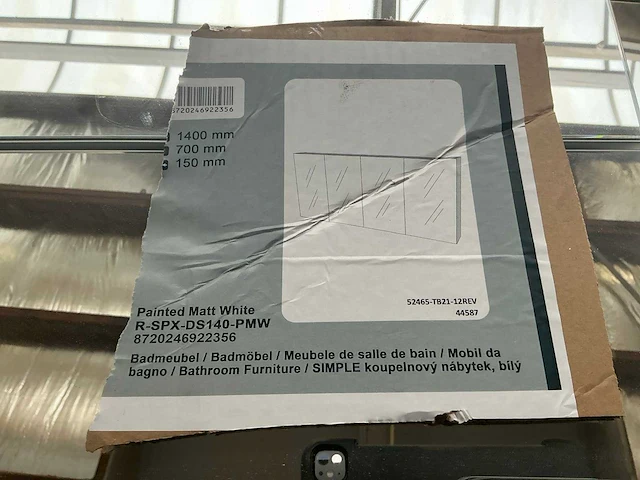 8720246922356
1400 mm
700 mm
150 mm
52465-TB21-12REV
44587
Painted Matt White
R-SPX-DS140-PMW
8720246922356
Badmeubel / Badmöbel / Meubele de salle de bain / Mobil da
bagno / Bathroom Furniture / SIMPLE koupelnový nábytek, bílý